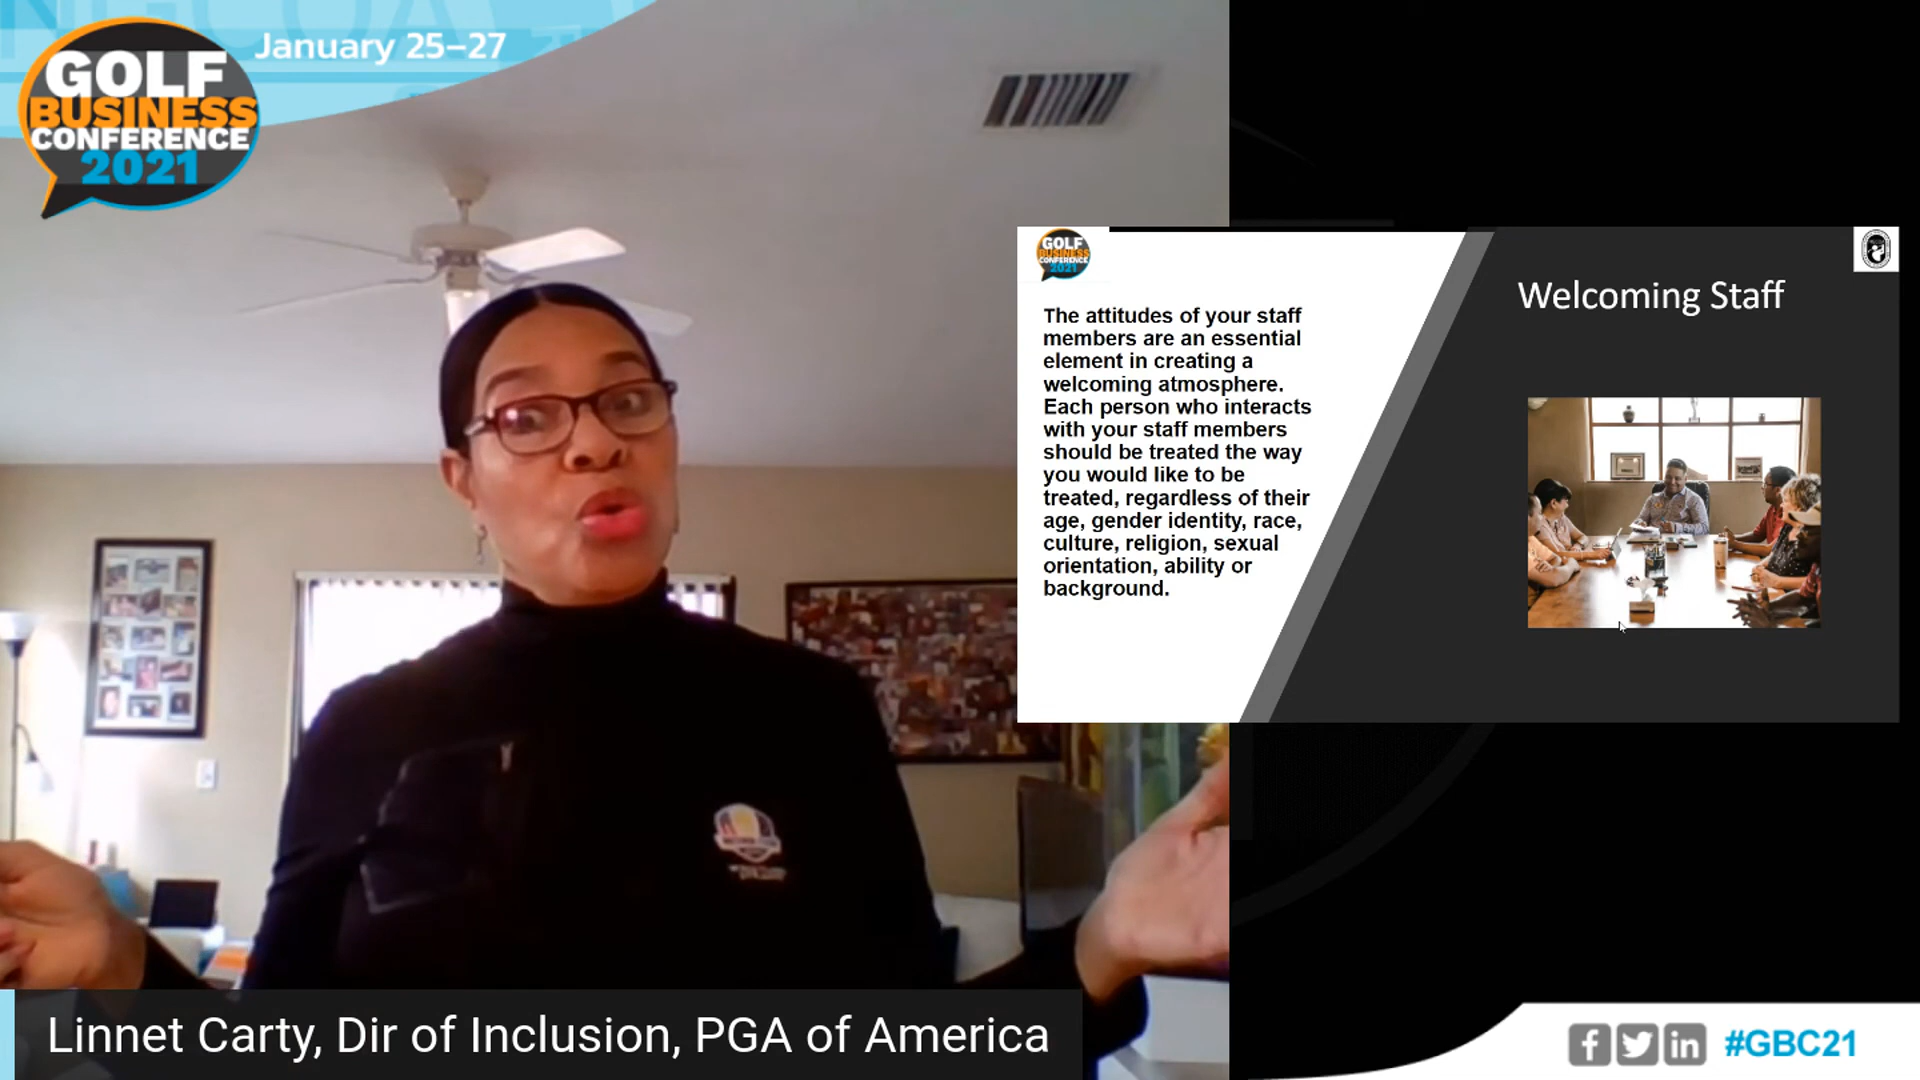 January 25–27
GOLF
BUSINESS
CONFERENCE
2021
GOLF
BUSINESS
CONFERENCE
2021
Welcoming Staff
The attitudes of your staff
members are an essential
element in creating a
welcoming atmosphere.
Each person who interacts
with your staff members
should be treated the way
you would like to be
treated, regardless of their
age, gender identity, race,
culture, religion, sexual
orientation, ability or
background.
Linnet Carty, Dir of Inclusion, PGA of America
#GBC21